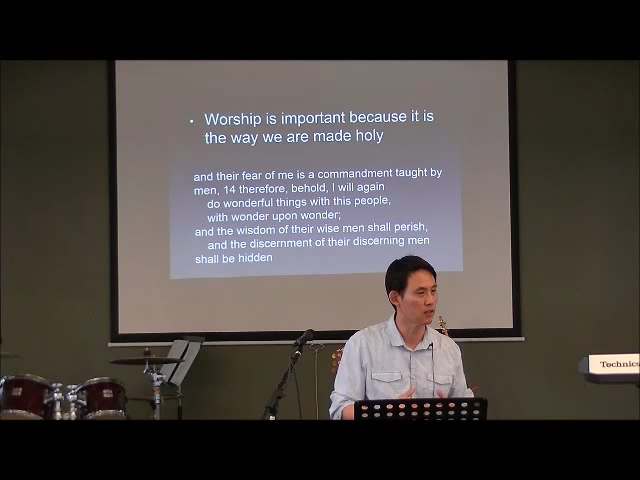 • Worship is important because it is
the way we are made holy
and their fear of me is a commandment taught by
men, 14 therefore, behold, I will again
do wonderful things with this people,
with wonder upon wonder;
and the wisdom of their wise men shall perish,
and the discernment of their discerning men
shall be hidden
Technics